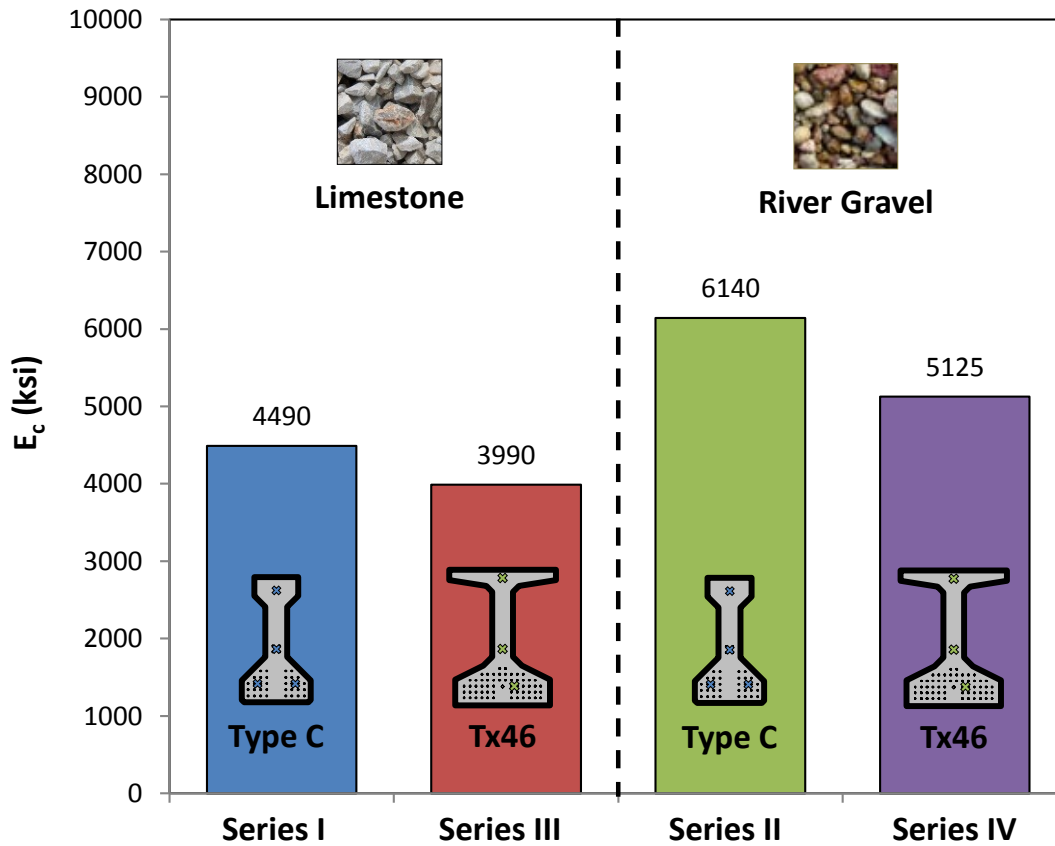 E_c (ksi)
10000
9000
8000
7000
6000
5000
4000
3000
2000
1000
0
Limestone
River Gravel
4490
3990
6140
5125
Type C
Tx46
Type C
Tx46
Series I
Series III
Series II
Series IV